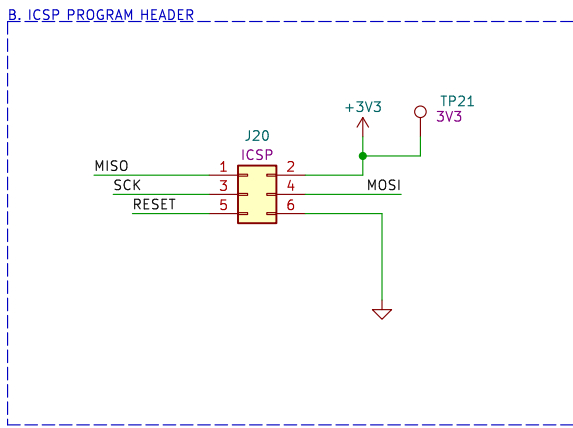 B. ICSP PROGRAM HEADER
+3V3
TP21
3V3
J20
ICSP
MISO 1 2
SCK 3 4 MOSI
RESET 5 6